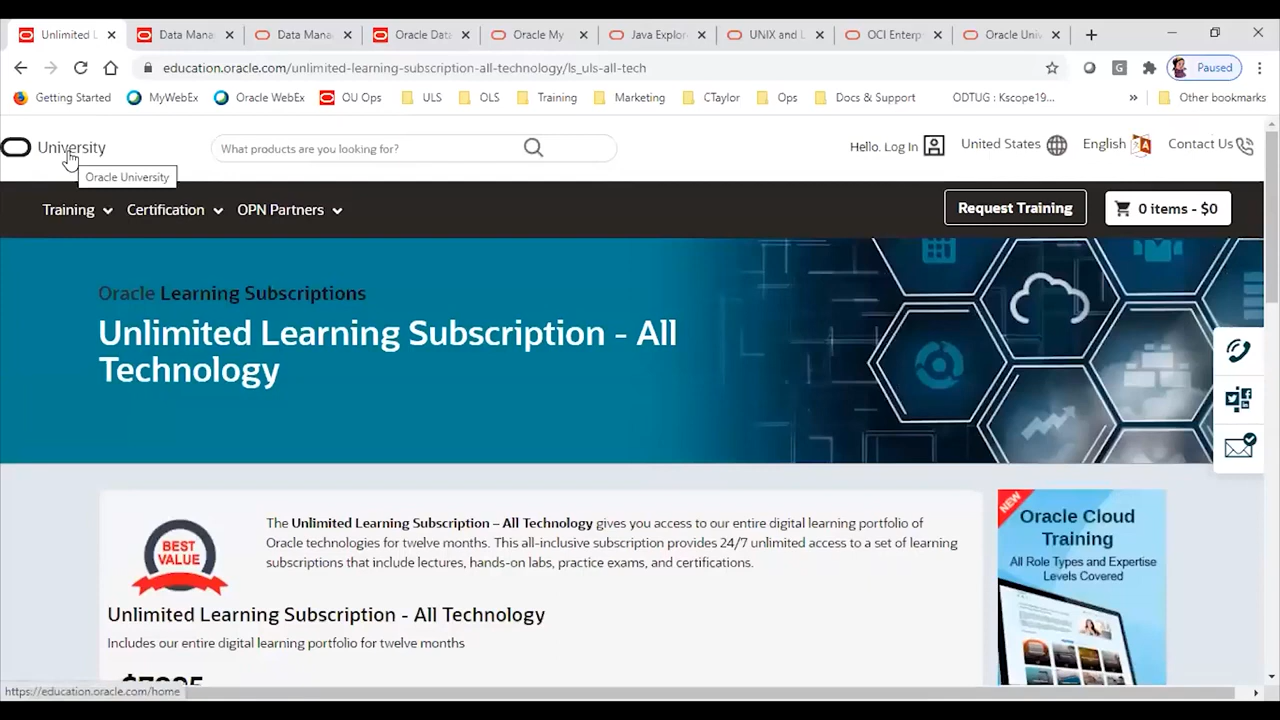 Unlimited L
Data Mana
Data Mana
Oracle Data
Oracle My
Java Explor
UNIX and L
OCI Enterp
Oracle Univ
education.oracle.com/unlimited-learning-subscription-all-technology/ls_uls-all-tech
G
Paused
Getting Started
MyWebEx
Oracle WebEx
OU Ops
ULS
OLS
Training
Marketing
CTaylor
Ops
Docs & Support
ODTUG : Kscope19...
»
Other bookmarks
University
What products are you looking for?
Hello. Log In
United States
English
Contact Us
Oracle University
Training
Certification
OPN Partners
Request Training
0 items - $0
Oracle Learning Subscriptions
Unlimited Learning Subscription - All
Technology
BEST
VALUE
The Unlimited Learning Subscription – All Technology gives you access to our entire digital learning portfolio of
Oracle technologies for twelve months. This all-inclusive subscription provides 24/7 unlimited access to a set of learning
subscriptions that include lectures, hands-on labs, practice exams, and certifications.
Unlimited Learning Subscription - All Technology
Includes our entire digital learning portfolio for twelve months
NEW
Oracle Cloud
Training
All Role Types and Expertise
Levels Covered
https://education.oracle.com/home